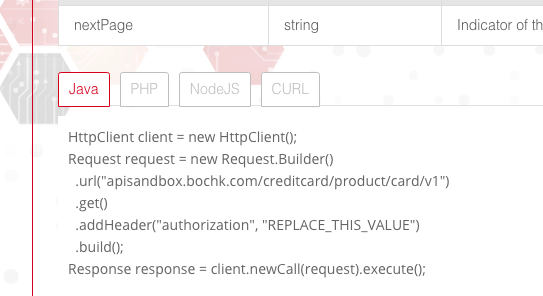 nextPage string Indicator of th
Java PHP NodeJS CURL
HttpClient client = new HttpClient();
Request request = new Request.Builder()
.url("apisandbox.bochk.com/creditcard/product/card/v1")
.get()
.addHeader("authorization", "REPLACE_THIS_VALUE")
.build();
Response response = client.newCall(request).execute();